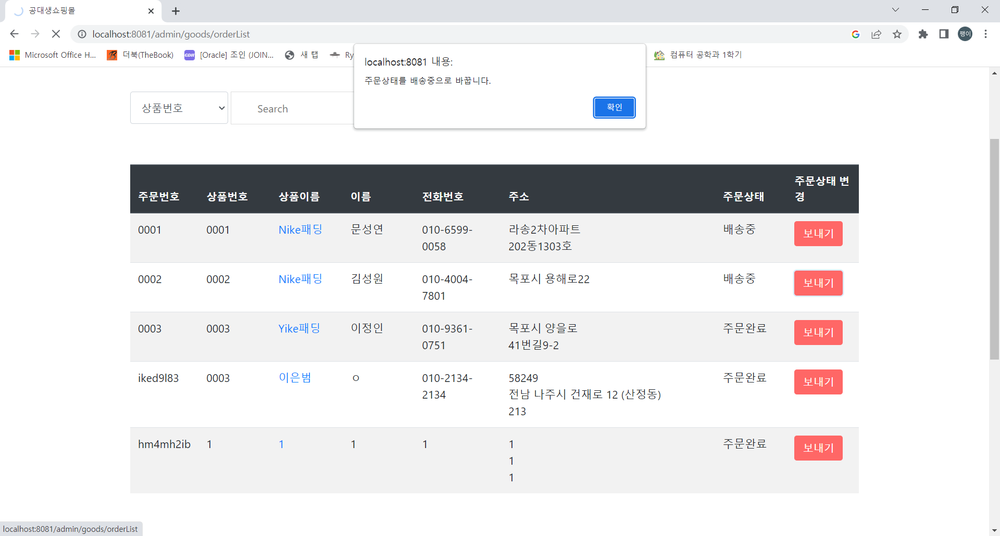 공대생쇼핑몰
localhost:8081/admin/goods/orderList
팽이
Microsoft Office H...
더북(TheBook)
GDH
[Oracle] 조인 (JOIN...
새 탭
Ry
컴퓨터 공학과 1학기
localhost:8081 내용:
주문상태를 배송중으로 바꿉니다.
확인
상품번호
Search
주문번호 상품번호 상품이름 이름 전화번호 주소 주문상태 주문상태 변
경
0001 0001 Nike패딩 문성연 010-6599- 라송2차아파트 배송중 보내기
0058 202동1303호
0002 0002 Nike패딩 김성원 010-4004- 목포시 용해로22 배송중 보내기
7801
0003 0003 Yike패딩 이정인 010-9361- 목포시 양을로 주문완료 보내기
0751 41번길9-2
iked9l83 0003 이은범 ㅇ 010-2134- 58249 주문완료 보내기
2134 전남 나주시 건재로 12 (산정동)
213
hm4mh2ib 1 1 1 1 1 주문완료 보내기
1
1
localhost:8081/admin/goods/orderList